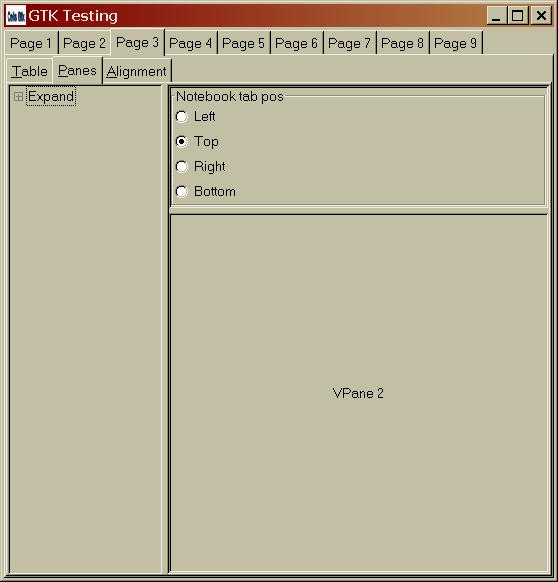 GTK Testing
Page 1 Page 2 Page 3 Page 4 Page 5 Page 6 Page 7 Page 8 Page 9
Table Panes Alignment
Expand
Notebook tab pos
Left
Top
Right
Bottom
VPane 2